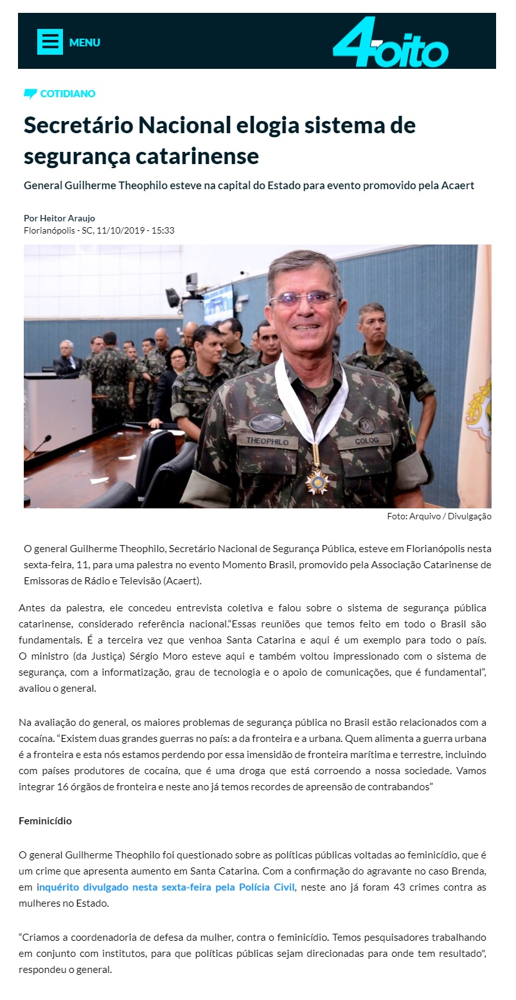 MENU
4oito
COTIDIANO
Secretário Nacional elogia sistema de
segurança catarinense
General Guilherme Theophilo esteve na capital do Estado para evento promovido pela Acaert
Por Heitor Araujo
Florianópolis - SC, 11/10/2019 - 15:33
THEOPHILO
COLOG
Foto: Arquivo / Divulgação
O general Guilherme Theophilo, Secretário Nacional de Segurança Pública, esteve em Florianópolis nesta
sexta-feira, 11, para uma palestra no evento Momento Brasil, promovido pela Associação Catarinense de
Emissoras de Rádio e Televisão (Acaert).
Antes da palestra, ele concedeu entrevista coletiva e falou sobre o sistema de segurança pública
catarinense, considerado referência nacional.“Essas reuniões que temos feito em todo o Brasil são
fundamentais. É a terceira vez que venhoa Santa Catarina e aqui é um exemplo para todo o país.
O ministro (da Justiça) Sérgio Moro esteve aqui e também voltou impressionado com o sistema de
segurança, com a informatização, grau de tecnologia e o apoio de comunicações, que é fundamental”,
avaliou o general.
Na avaliação do general, os maiores problemas de segurança pública no Brasil estão relacionados com a
cocaína. “Existem duas grandes guerras no país: a da fronteira e a urbana. Quem alimenta a guerra urbana
é a fronteira e esta nós estamos perdendo por essa imensidão de fronteira marítima e terrestre, incluindo
com países produtores de cocaína, que é uma droga que está corroendo a nossa sociedade. Vamos
integrar 16 órgãos de fronteira e neste ano já temos recordes de apreensão de contrabandos”
Feminicídio
O general Guilherme Theophilo foi questionado sobre as políticas públicas voltadas ao feminicídio, que é
um crime que apresenta aumento em Santa Catarina. Com a confirmação do agravante no caso Brenda,
em inquérito divulgado nesta sexta-feira pela Polícia Civil, neste ano já foram 43 crimes contra as
mulheres no Estado.
“Criamos a coordenadoria de defesa da mulher, contra o feminicídio. Temos pesquisadores trabalhando
em conjunto com institutos, para que políticas públicas sejam direcionadas para onde tem resultado",
respondeu o general.